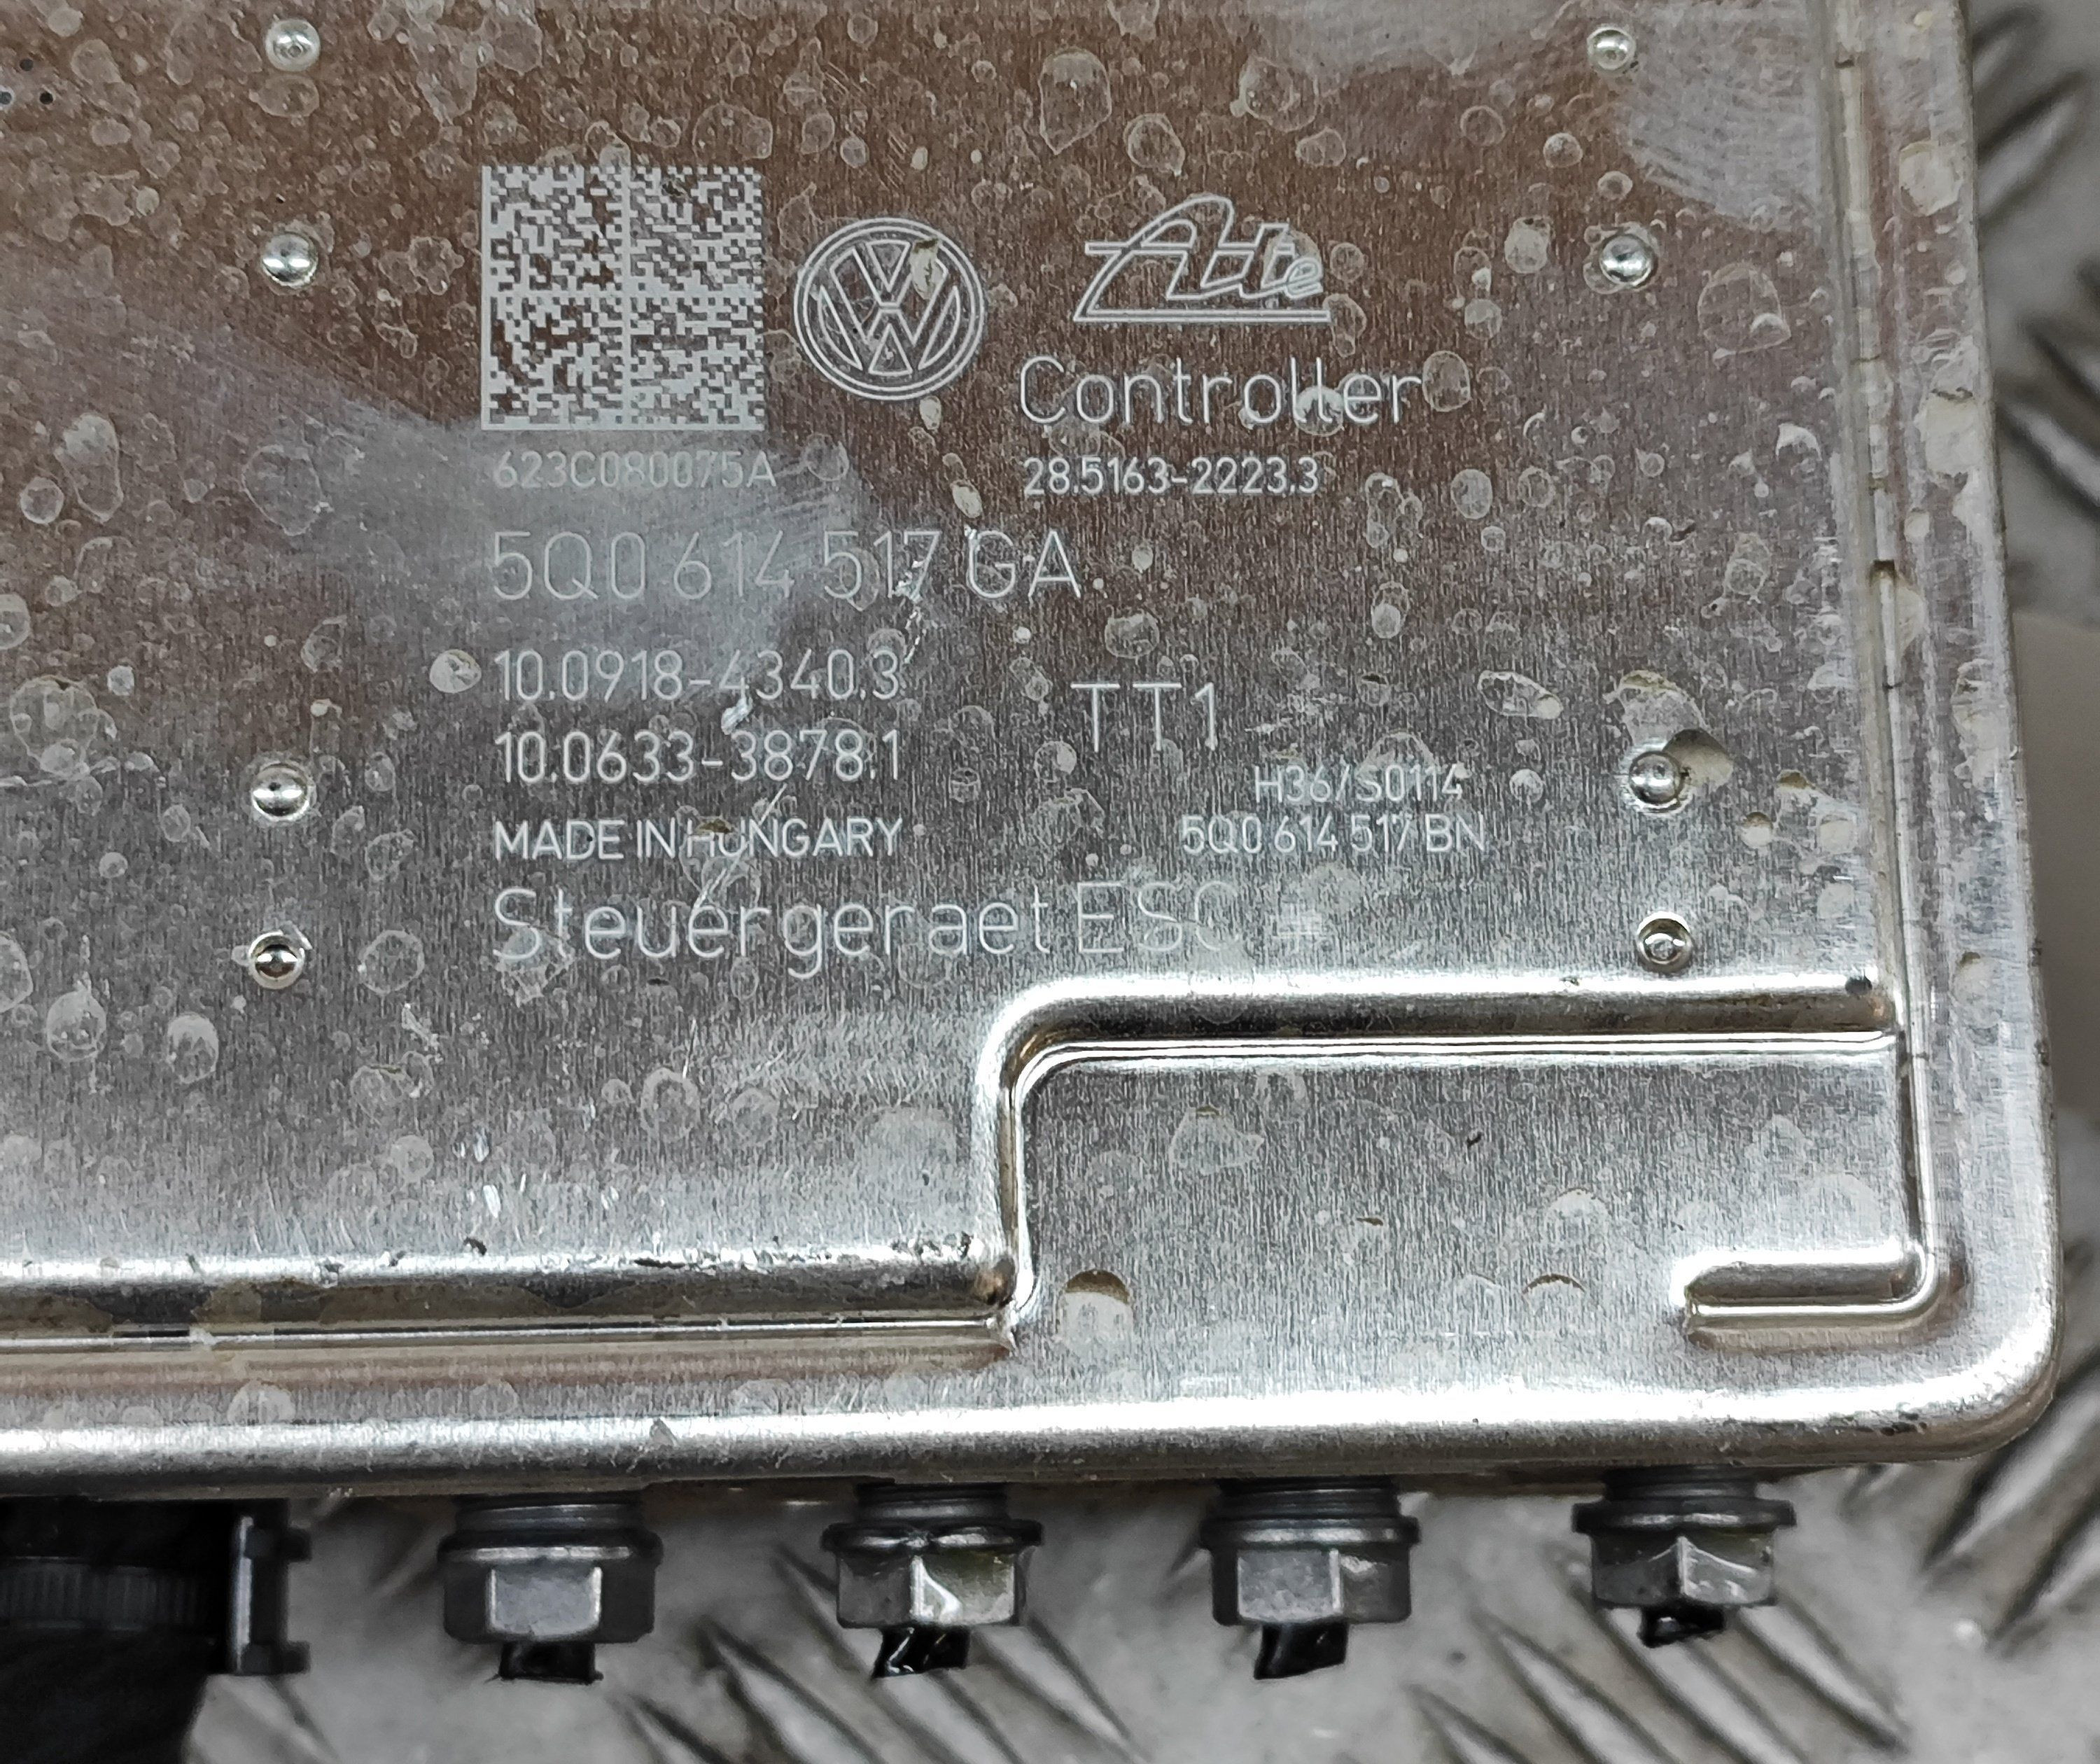 Ate
Controller
623C080075A
28.5163-2223.3
5Q0 614 517 GA
10.0918-4340.3
TT1
10.0633-3878.1
H36/S0114
MADE IN HUNGARY
5Q0 614 517 BN
Steuergeraet ESC